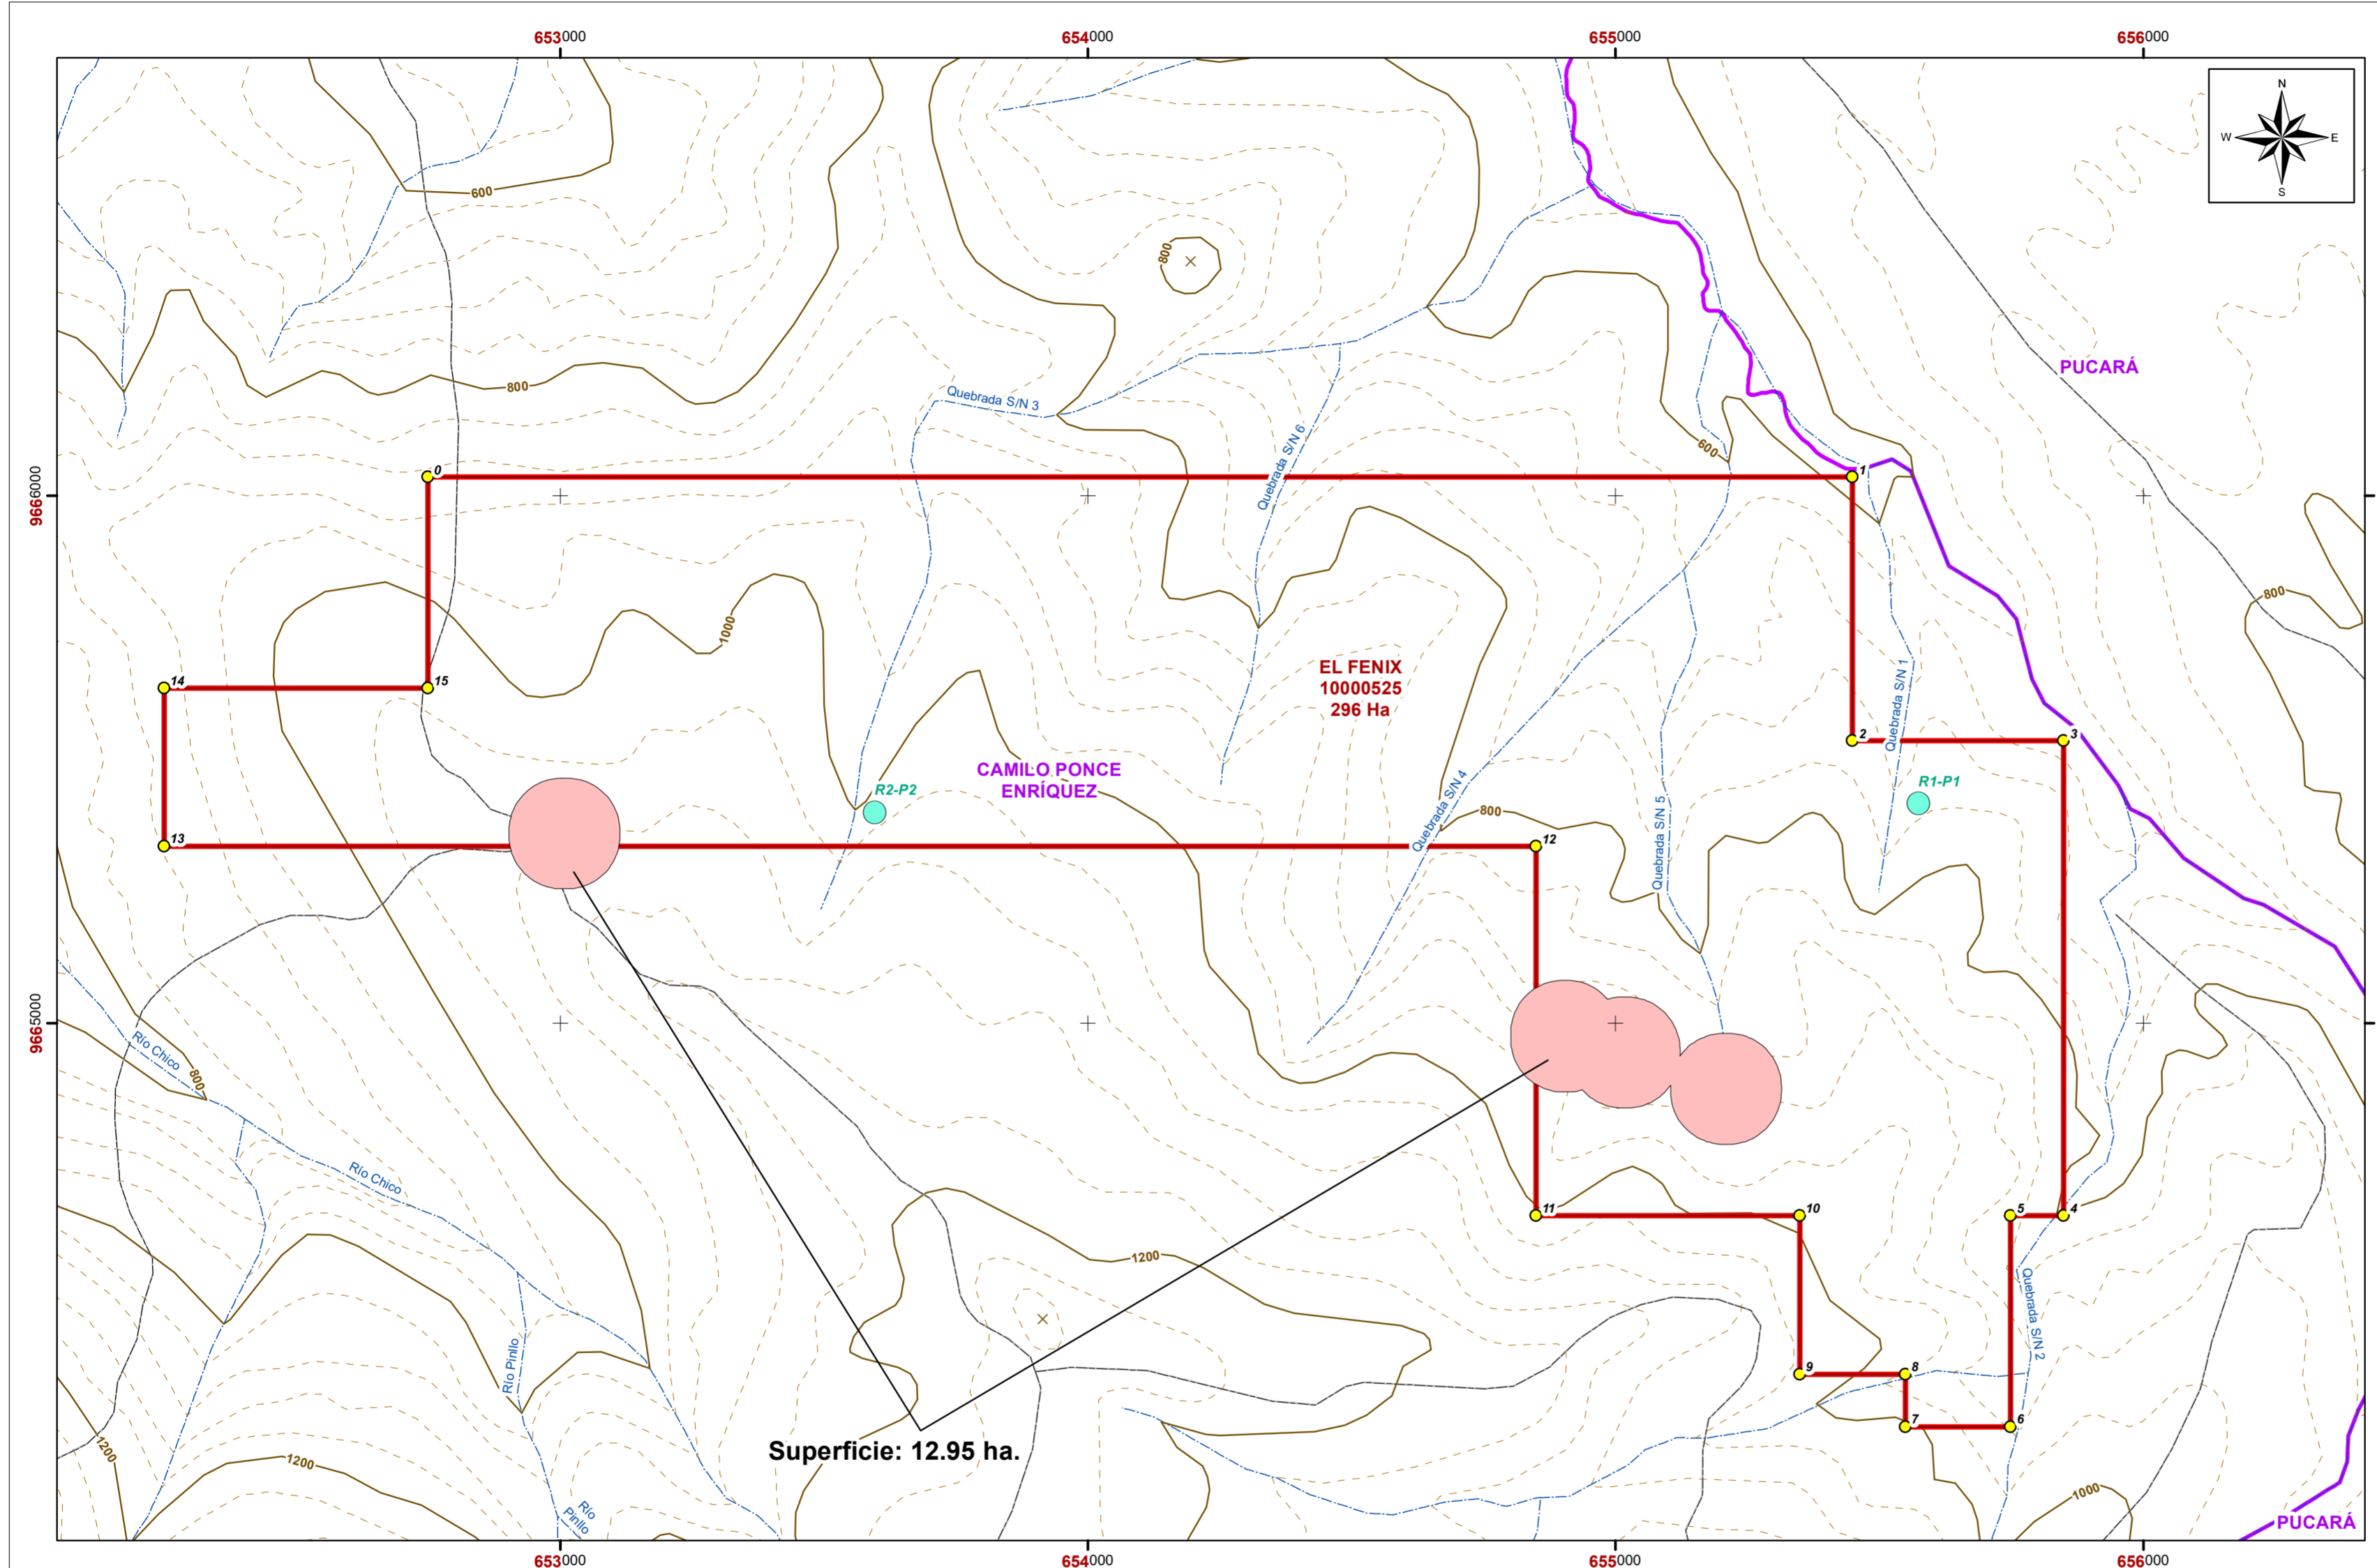 653000 654000 655000 656000
N
W E
S
600
800
PUCARÁ
800
Quebrada S/N 3
Quebrada S/N 6
600
0
1
9666000
800
1000
EL FENIX
10000525
296 Ha
14
15
Quebrada S/N 1
2
3
CAMILO PONCE
ENRÍQUEZ
R2-P2
R1-P1
Quebrada S/N 4
800
Quebrada S/N 5
13
12
9665000
Río Chico
800
Río Chico
11
10
5
4
1200
Quebrada S/N 2
Río Pinllo
9
8
7
6
1200
1200
Superficie: 12.95 ha.
1000
Río
Pinllo
PUCARÁ
653000 654000 655000 656000